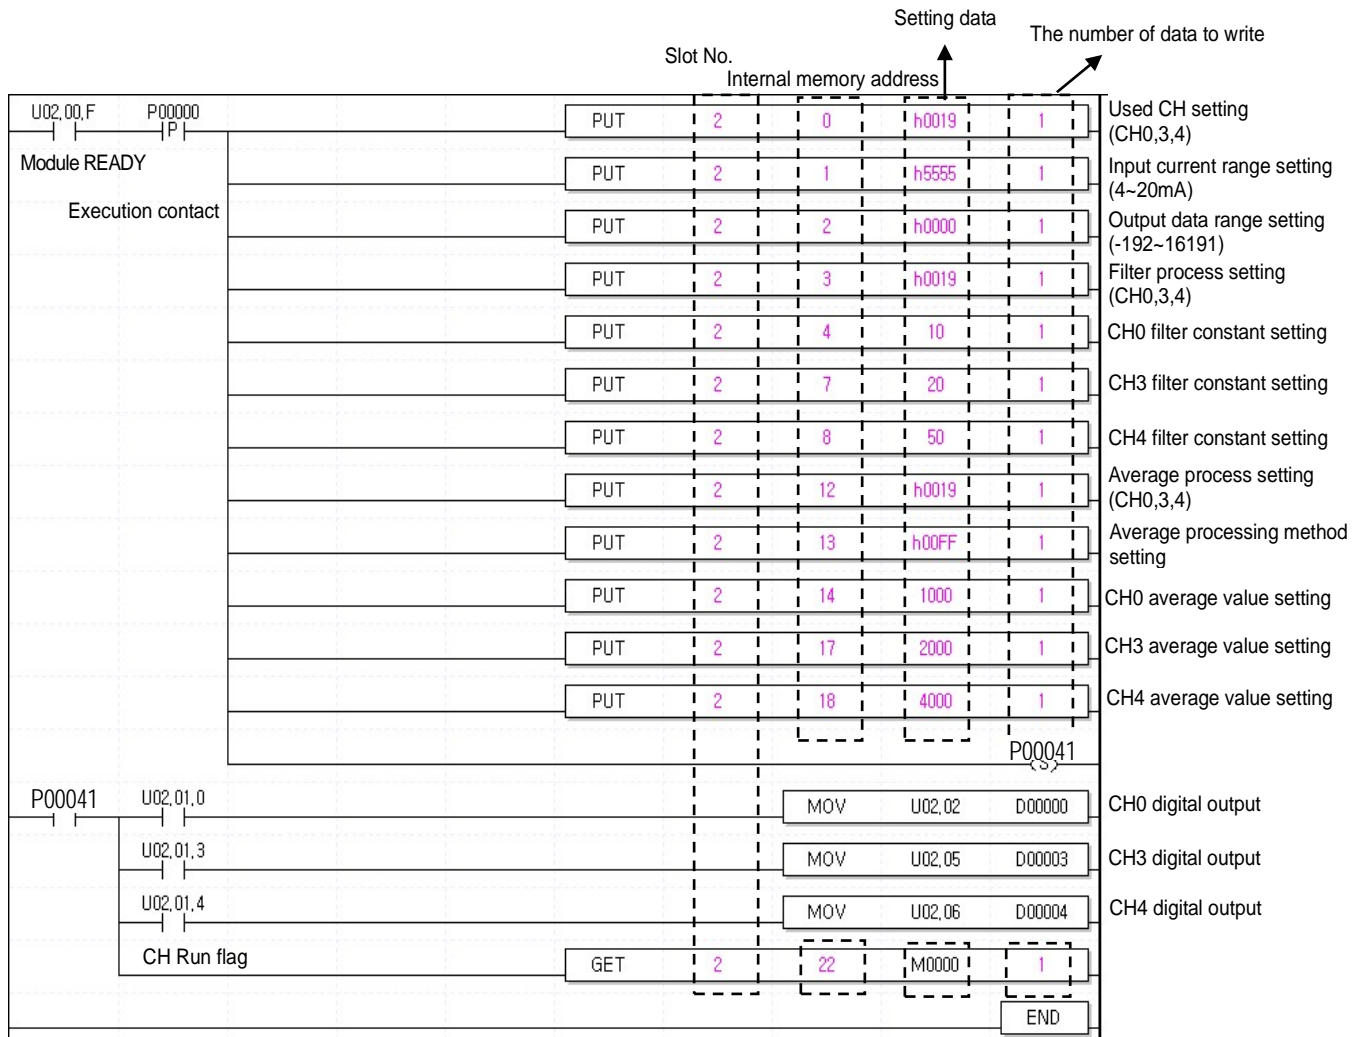 Setting data
The number of data to write
Slot No.
Internal memory address
U02,00,F P00000 PUT 2 0 h0019 1 Used CH setting
P (CH0,3,4)
Module READY PUT 2 1 h5555 1 Input current range setting
(4~20mA)
Execution contact PUT 2 2 h0000 1 Output data range setting
(-192~16191)
PUT 2 3 h0019 1 Filter process setting
(CH0,3,4)
PUT 2 4 10 1 CH0 filter constant setting
PUT 2 7 20 1 CH3 filter constant setting
PUT 2 8 50 1 CH4 filter constant setting
PUT 2 12 h0019 1 Average process setting
(CH0,3,4)
PUT 2 13 h00FF 1 Average processing method
setting
PUT 2 14 1000 1 CH0 average value setting
PUT 2 17 2000 1 CH3 average value setting
PUT 2 18 4000 1 CH4 average value setting
P00041
(S)
P00041 U02,01,0 MOV U02,02 D00000 CH0 digital output
U02,01,3 MOV U02,05 D00003 CH3 digital output
U02,01,4 MOV U02,06 D00004 CH4 digital output
CH Run flag GET 2 22 M0000 1
END